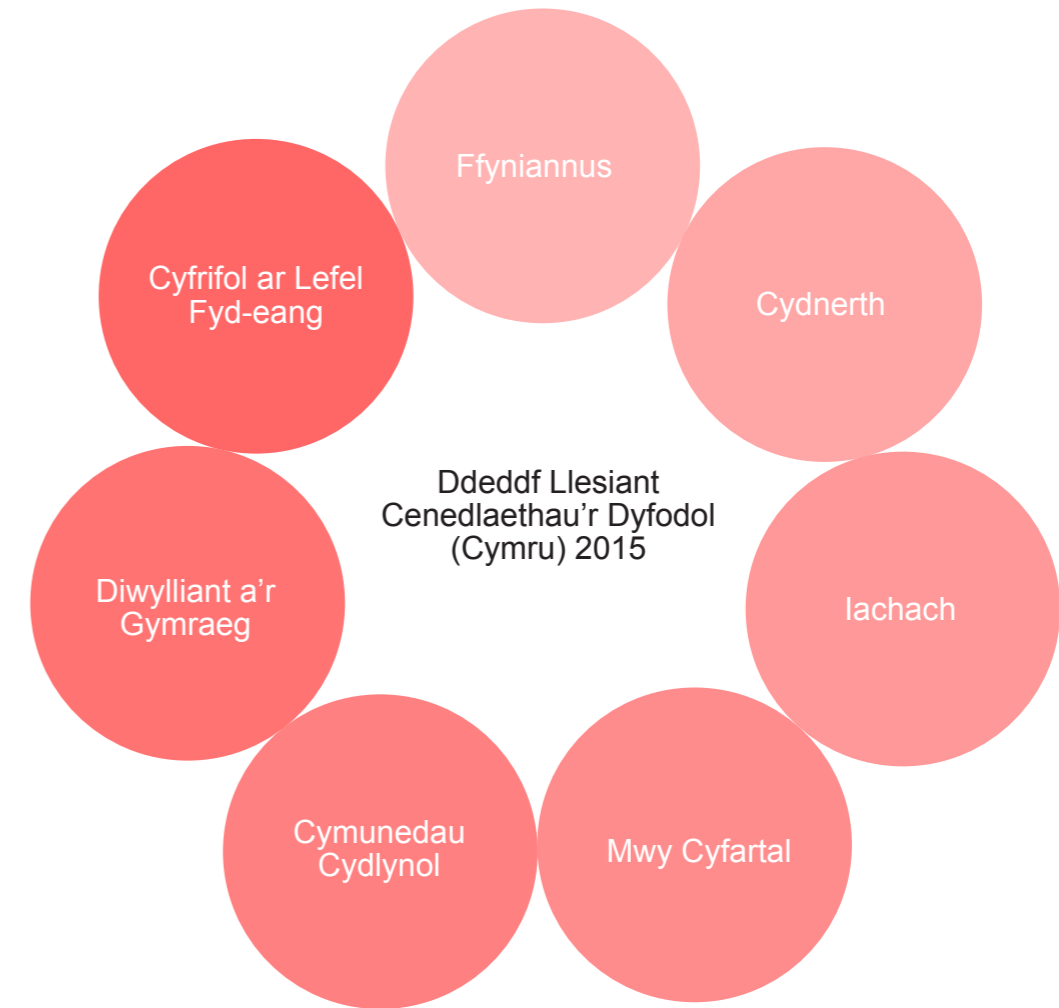 Ffyniannus
Cydnerth
Iachach
Mwy Cyfartal
Cymunedau
Cydlynol
Diwylliant a’r
Gymraeg
Cyfrifol ar Lefel
Fyd-eang
Ddeddf Llesiant
Cenedlaethau’r Dyfodol
(Cymru) 2015